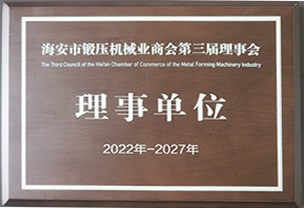 海安市锻压机械业商会第三届理事会
The Third Council of the Hai'an Chamber of Commerce of the Metal Forming Machinery Industry
理事单位
2022年-2027年